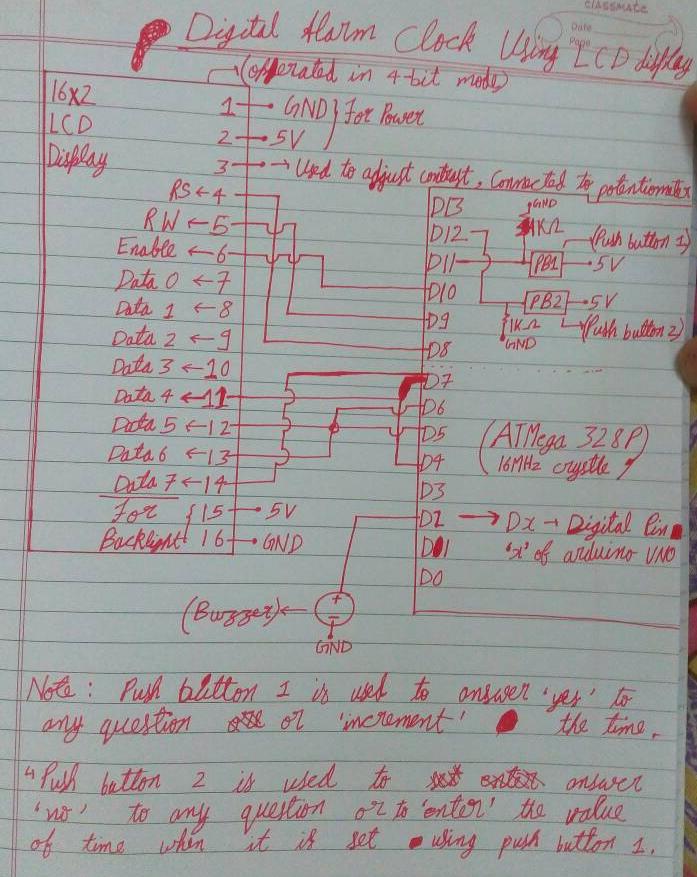 CLASSMATE
Date
Page
Digital Alarm Clock Using LCD display
(operated in 4-bit mode)
16x2
LCD
Display
1 → GND } For Power
2 → 5V
3 → Used to adjust contrast, Connected to potentiometer
RS ← 4
RW ← 5
Enable ← 6
Data 0 ← 7
Data 1 ← 8
Data 2 ← 9
Data 3 ← 10
Data 4 ← 11
Data 5 ← 12
Data 6 ← 13
Data 7 ← 14
For { 15 5V
Backlight 16 GND
D13
D12
D11
D10
D9
D8
D7
D6
D5
D4
D3
D2 → Dx → Digital Pin
D1 'x' of arduino UNO
D0
GND
1KΩ
PB1 5V
(Push button 1)
PB2 5V
(Push button 2)
1KΩ
GND
(ATMega 328P)
16MHz crystle
(Buzzer) ←
+
-
GND
Note: Push button 1 is used to answer 'yes' to
any question or 'increment' the time.
" Push button 2 is used to answer
'no' to any question or to 'enter' the value
of time when it is set using push button 1.